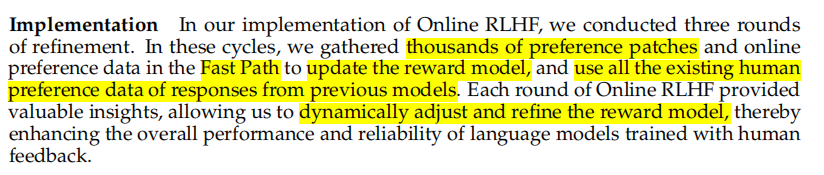 Implementation In our implementation of Online RLHF, we conducted three rounds
of refinement. In these cycles, we gathered thousands of preference patches and online
preference data in the Fast Path to update the reward model, and use all the existing human
preference data of responses from previous models. Each round of Online RLHF provided
valuable insights, allowing us to dynamically adjust and refine the reward model, thereby
enhancing the overall performance and reliability of language models trained with human
feedback.